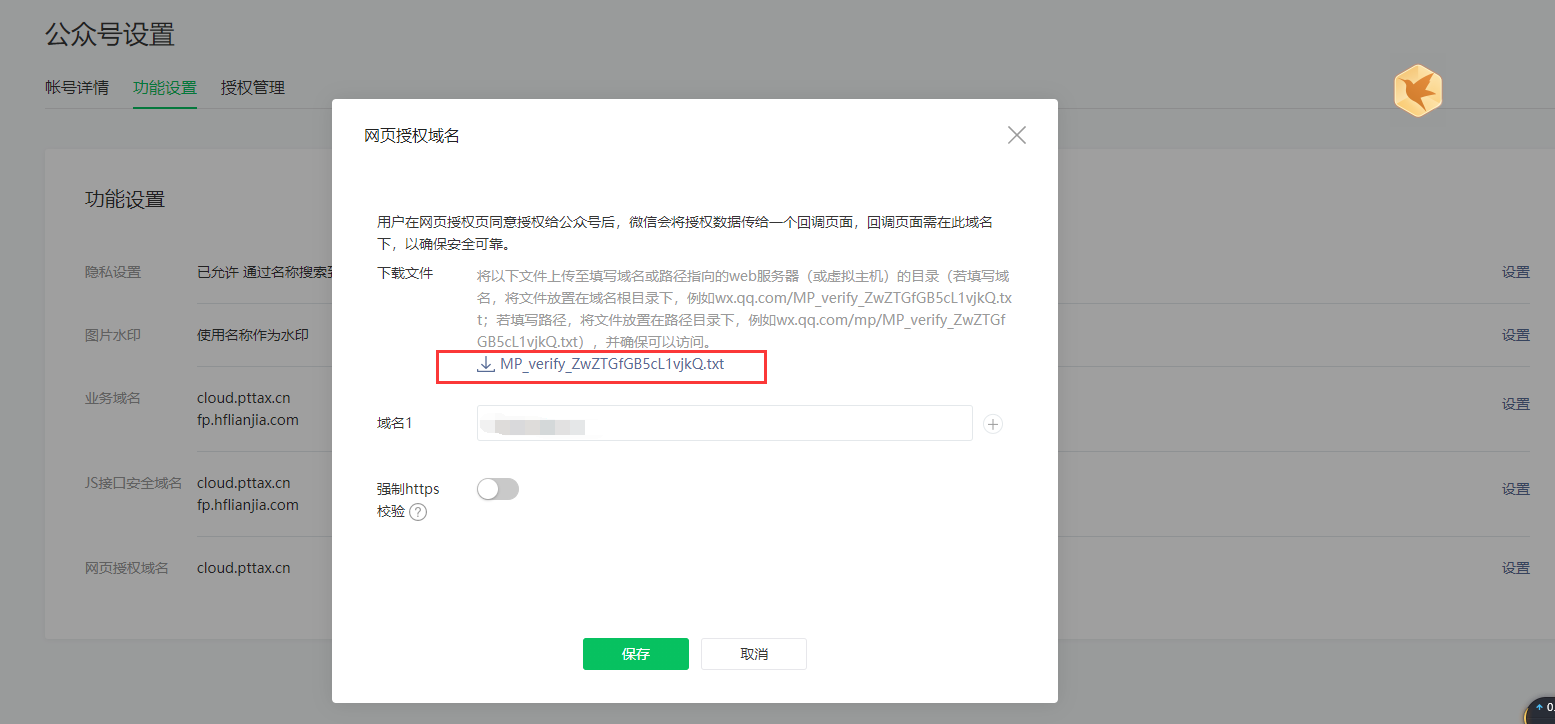 公众号设置
帐号详情 功能设置 授权管理
网页授权域名
功能设置
用户在网页授权页同意授权给公众号后，微信会将授权数据传给一个回调页面，回调页面需在此域名
下，以确保安全可靠。
下载文件
将以下文件上传至填写域名或路径指向的web服务器（或虚拟主机）的目录（若填写域
名，将文件放置在域名根目录下，例如wx.qq.com/MP_verify_ZwZTGfGB5cL1vjkQ.tx
t；若填写路径，将文件放置在路径目录下，例如wx.qq.com/mp/MP_verify_ZwZTGf
GB5cL1vjkQ.txt），并确保可以访问。
MP_verify_ZwZTGfGB5cL1vjkQ.txt
域名1
强制https
校验 ?
保存 取消
隐私设置 已允许 通过名称搜索 设置
图片水印 使用名称作为水印 设置
业务域名 cloud.pttax.cn 设置
fp.hflianjia.com
JS接口安全域名 cloud.pttax.cn 设置
fp.hflianjia.com
网页授权域名 cloud.pttax.cn 设置